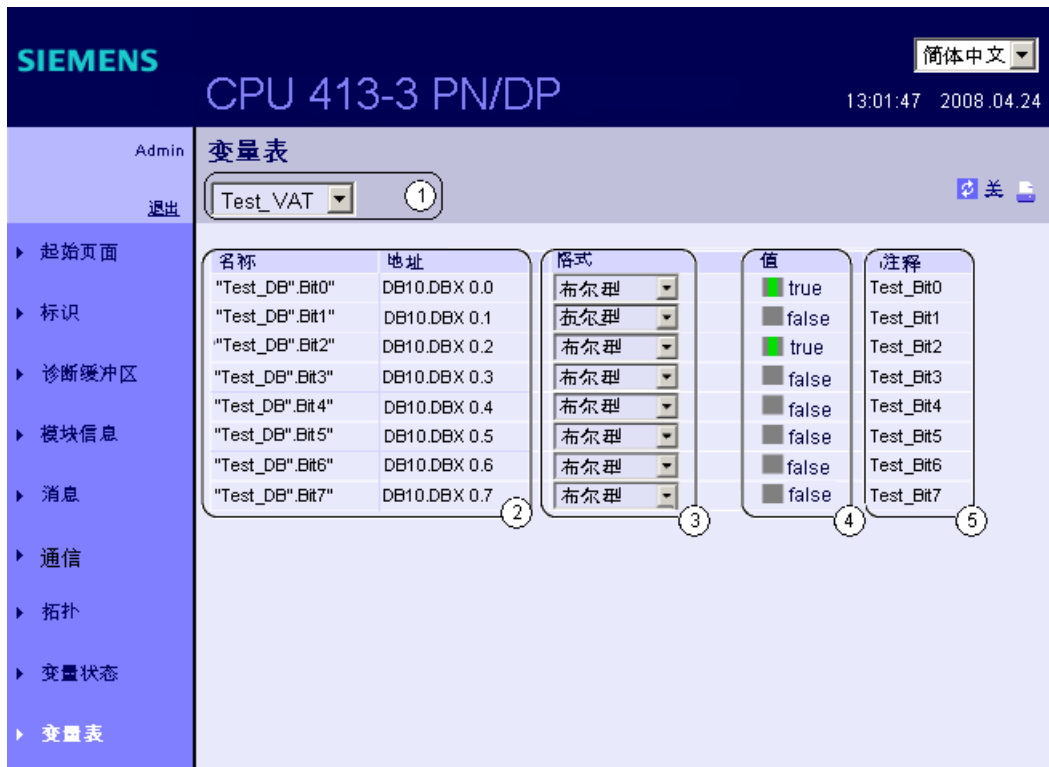 SIEMENS
简体中文
CPU 413-3 PN/DP
13:01:47 2008.04.24
Admin
变量表
Test_VAT
①
退出
关
起始页面
标识
诊断缓冲区
模块信息
消息
通信
拓扑
变量状态
变量表
名称 地址 格式 值 注释
"Test_DB".Bit0" DB10.DBX 0.0 布尔型 true Test_Bit0
"Test_DB".Bit1" DB10.DBX 0.1 布尔型 false Test_Bit1
"Test_DB".Bit2" DB10.DBX 0.2 布尔型 true Test_Bit2
"Test_DB".Bit3" DB10.DBX 0.3 布尔型 false Test_Bit3
"Test_DB".Bit4" DB10.DBX 0.4 布尔型 false Test_Bit4
"Test_DB".Bit5" DB10.DBX 0.5 布尔型 false Test_Bit5
"Test_DB".Bit6" DB10.DBX 0.6 布尔型 false Test_Bit6
"Test_DB".Bit7" DB10.DBX 0.7 布尔型 false Test_Bit7
② ③ ④ ⑤